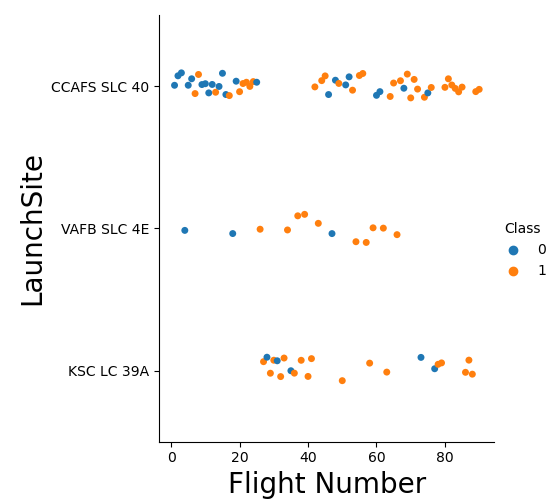 CCAFS SLC 40
VAFB SLC 4E
KSC LC 39A
LaunchSite
0 20 40 60 80
Flight Number
Class
0
1